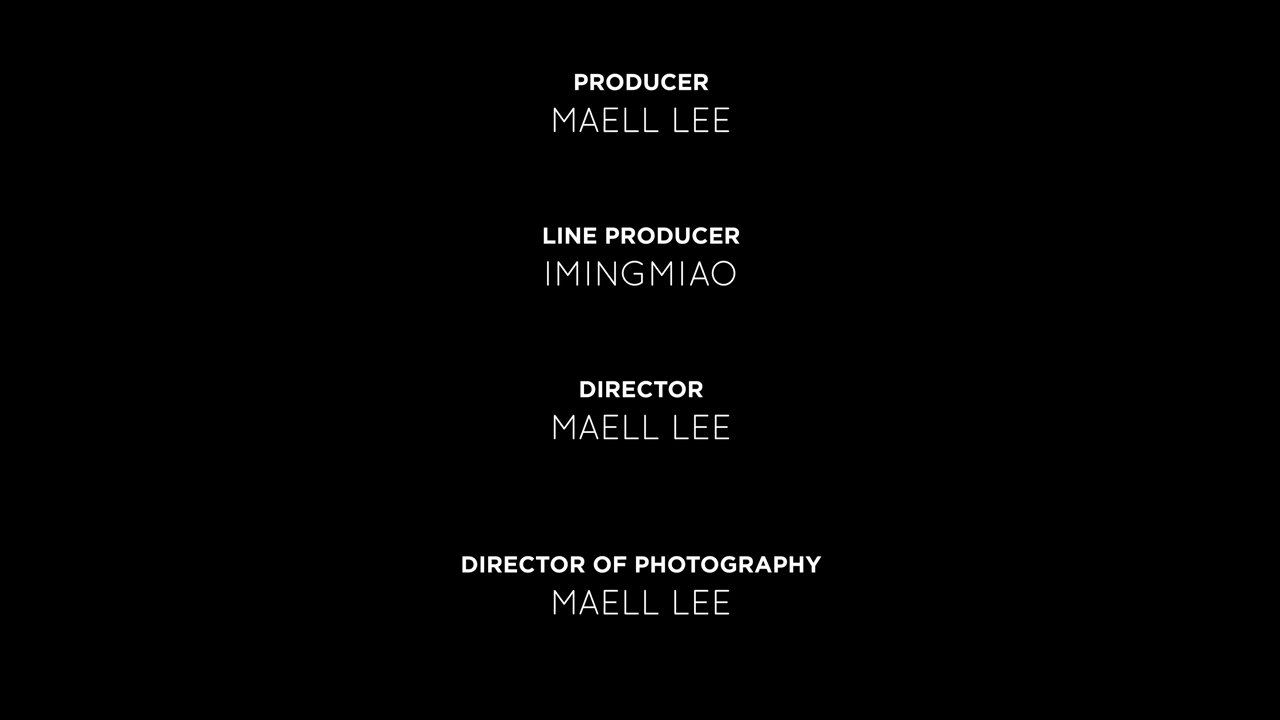 PRODUCER
MAELL LEE
LINE PRODUCER
IMINGMIAO
DIRECTOR
MAELL LEE
DIRECTOR OF PHOTOGRAPHY
MAELL LEE